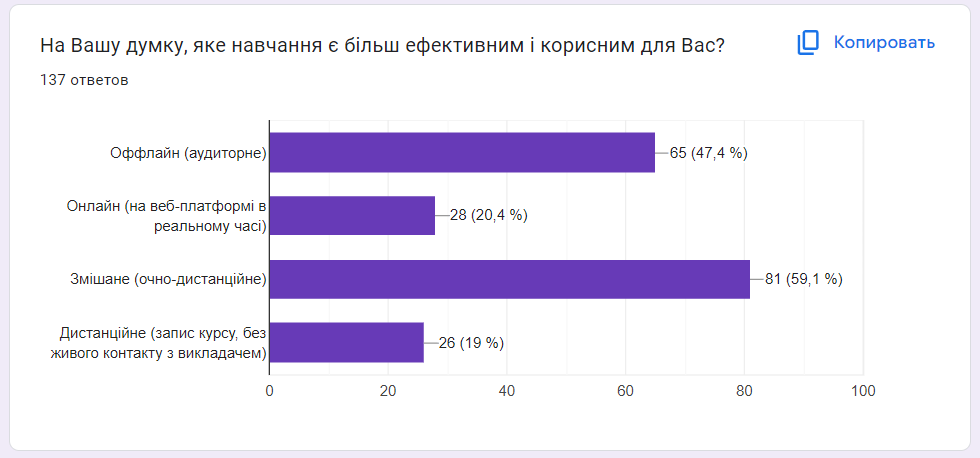 На Вашу думку, яке навчання є більш ефективним і корисним для Вас?
Копировать
137 ответов
Оффлайн (аудиторне)
65 (47,4 %)
Онлайн (на веб-платформі в
реальному часі)
28 (20,4 %)
Змішане (очно-дистанційне)
81 (59,1 %)
Дистанційне (запис курсу, без
живого контакту з викладачем)
26 (19 %)
0 20 40 60 80 100